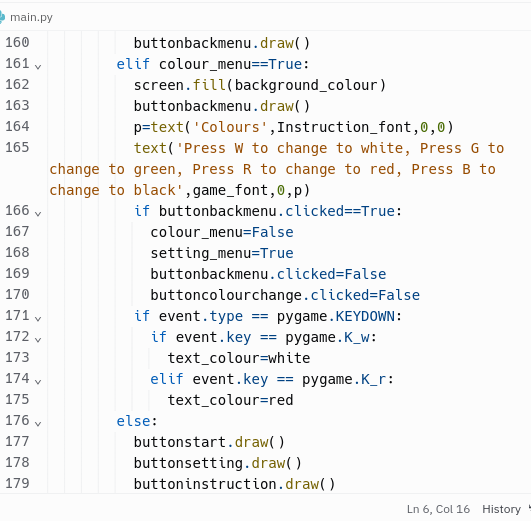 main.py
160 buttonbackmenu.draw()
161 elif colour_menu==True:
162 screen.fill(background_colour)
163 buttonbackmenu.draw()
164 p=text('Colours',Instruction_font,0,0)
165 text('Press W to change to white, Press G to
change to green, Press R to change to red, Press B to
change to black',game_font,0,p)
166 if buttonbackmenu.clicked==True:
167 colour_menu=False
168 setting_menu=True
169 buttonbackmenu.clicked=False
170 buttoncolourchange.clicked=False
171 if event.type == pygame.KEYDOWN:
172 if event.key == pygame.K_w:
173 text_colour=white
174 elif event.key == pygame.K_r:
175 text_colour=red
176 else:
177 buttonstart.draw()
178 buttonsetting.draw()
179 buttoninstruction.draw()
Ln 6, Col 16 History